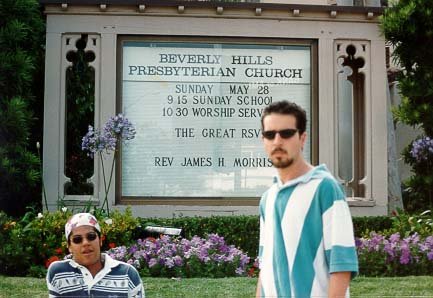 BEVERLY HILLS
PRESBYTERIAN CHURCH
SUNDAY MAY 28
9.15 SUNDAY SCHOOL
10.30 WORSHIP SERV
THE GREAT RSV
REV JAMES H MORRIS